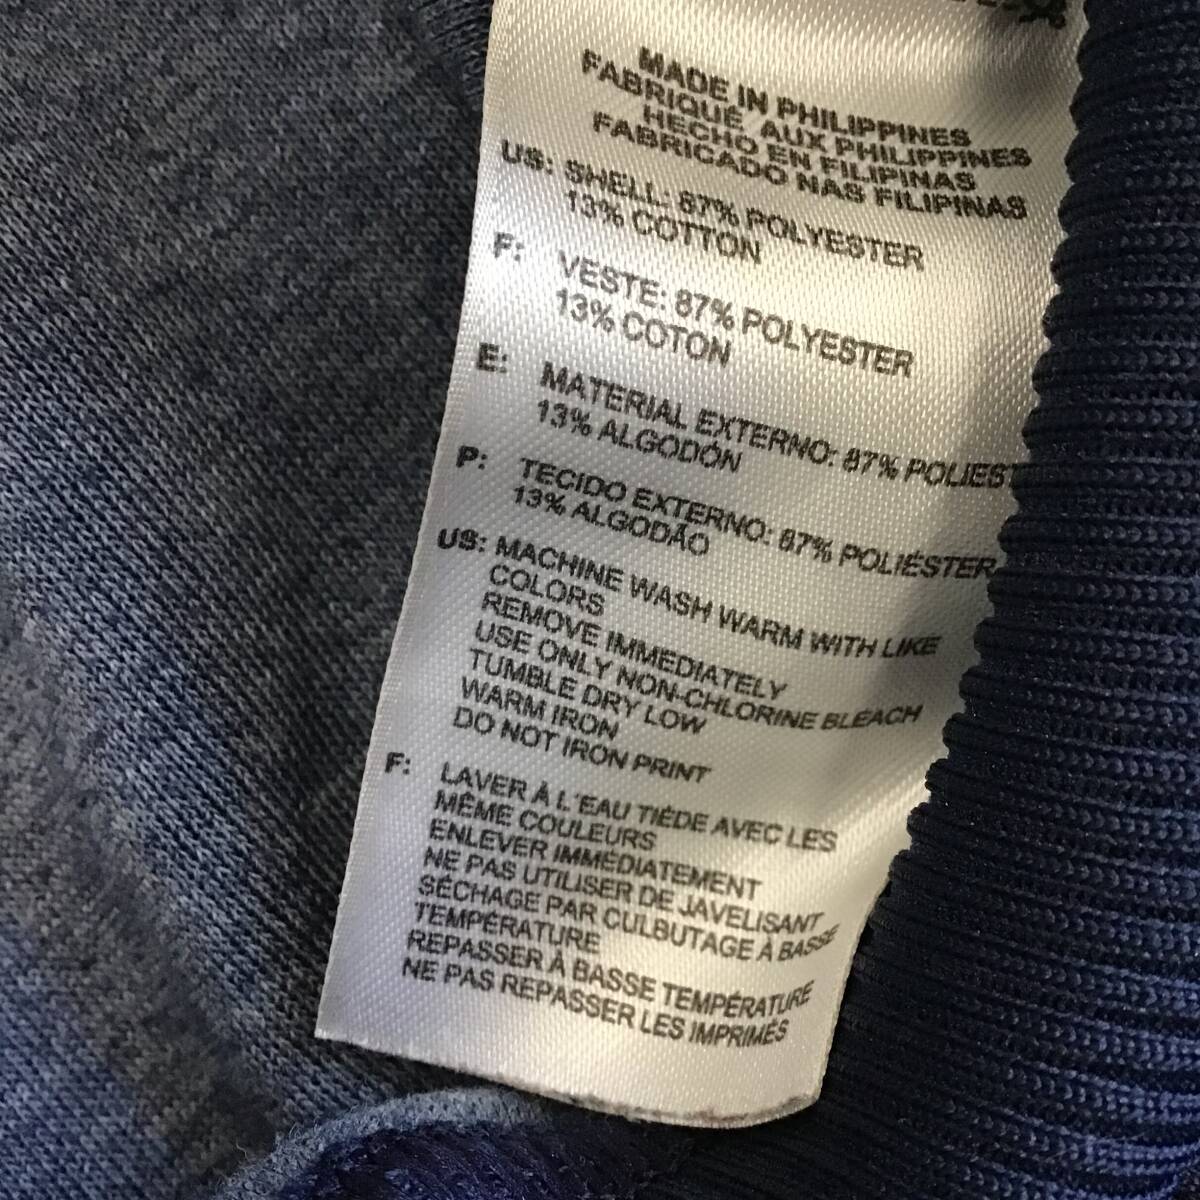 MADE IN PHILIPPINES
FABRIQUÉ AUX PHILIPPINES
HECHO EN FILIPINAS
FABRICADO NAS FILIPINAS
US: SHELL: 87% POLYESTER
13% COTTON
F: VESTE: 87% POLYESTER
13% COTON
E: MATERIAL EXTERNO: 87% POLIEST
13% ALGODÓN
P: TECIDO EXTERNO: 87% POLIÉSTER
13% ALGODÃO
US: MACHINE WASH WARM WITH LIKE
COLORS
REMOVE IMMEDIATELY
USE ONLY NON-CHLORINE BLEACH
TUMBLE DRY LOW
WARM IRON
DO NOT IRON PRINT
F: LAVER À L'EAU TIÈDE AVEC LES
MÊME COULEURS
ENLEVER IMMÉDIATEMENT
NE PAS UTILISER DE JAVELISANT
SÉCHAGE PAR CULBUTAGE À BASSE
TEMPÉRATURE
REPASSER À BASSE TEMPÉRATURE
NE PAS REPASSER LES IMPRIMÉS